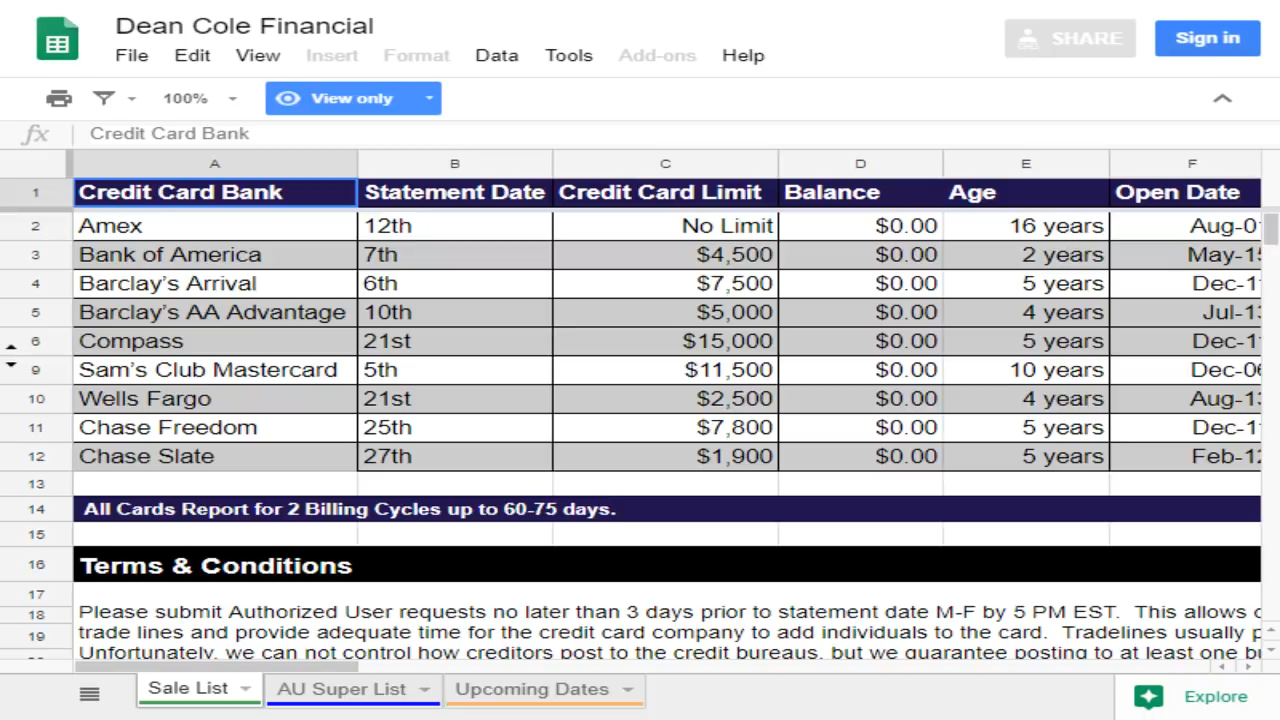 Dean Cole Financial
File Edit View Insert Format Data Tools Add-ons Help
SHARE
Sign in
100%
View only
fx Credit Card Bank
A B C D E F
1 Credit Card Bank Statement Date Credit Card Limit Balance Age Open Date
2 Amex 12th No Limit $0.00 16 years Aug-0
3 Bank of America 7th $4,500 $0.00 2 years May-15
4 Barclay's Arrival 6th $7,500 $0.00 5 years Dec-1
5 Barclay's AA Advantage 10th $5,000 $0.00 4 years Jul-13
6 Compass 21st $15,000 $0.00 5 years Dec-1
9 Sam's Club Mastercard 5th $11,500 $0.00 10 years Dec-06
10 Wells Fargo 21st $2,500 $0.00 4 years Aug-13
11 Chase Freedom 25th $7,800 $0.00 5 years Dec-1
12 Chase Slate 27th $1,900 $0.00 5 years Feb-12
13
14 All Cards Report for 2 Billing Cycles up to 60-75 days.
15
16 Terms & Conditions
17
18 Please submit Authorized User requests no later than 3 days prior to statement date M-F by 5 PM EST. This allows
19 trade lines and provide adequate time for the credit card company to add individuals to the card. Tradelines usually
Unfortunately, we can not control how creditors post to the credit bureaus, but we guarantee posting to at least one
Sale List AU Super List Upcoming Dates
Explore